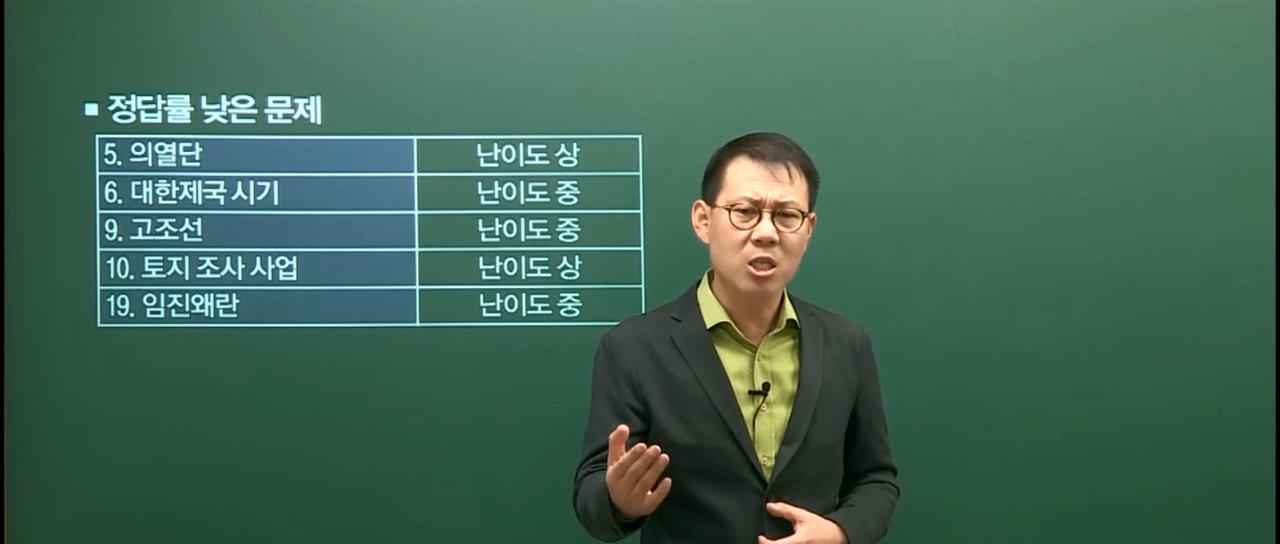 ■ 정답률 낮은 문제
5. 의열단 난이도 상
6. 대한제국 시기 난이도 중
9. 고조선 난이도 중
10. 토지 조사 사업 난이도 상
19. 임진왜란 난이도 중